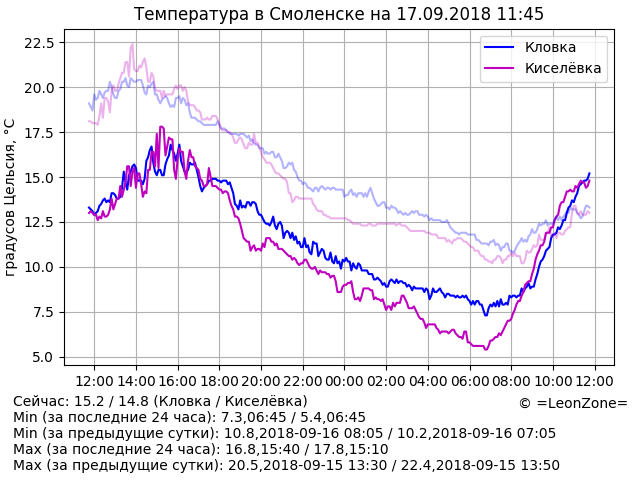 Температура в Смоленске на 17.09.2018 11:45
Кловка
Киселёвка
градусов Цельсия, °C
22.5
20.0
17.5
15.0
12.5
10.0
7.5
5.0
12:00 14:00 16:00 18:00 20:00 22:00 00:00 02:00 04:00 06:00 08:00 10:00 12:00
Сейчас: 15.2 / 14.8 (Кловка / Киселёвка)
© =LeonZone=
Min (за последние 24 часа): 7.3,06:45 / 5.4,06:45
Min (за предыдущие сутки): 10.8,2018-09-16 08:05 / 10.2,2018-09-16 07:05
Max (за последние 24 часа): 16.8,15:40 / 17.8,15:10
Max (за предыдущие сутки): 20.5,2018-09-15 13:30 / 22.4,2018-09-15 13:50